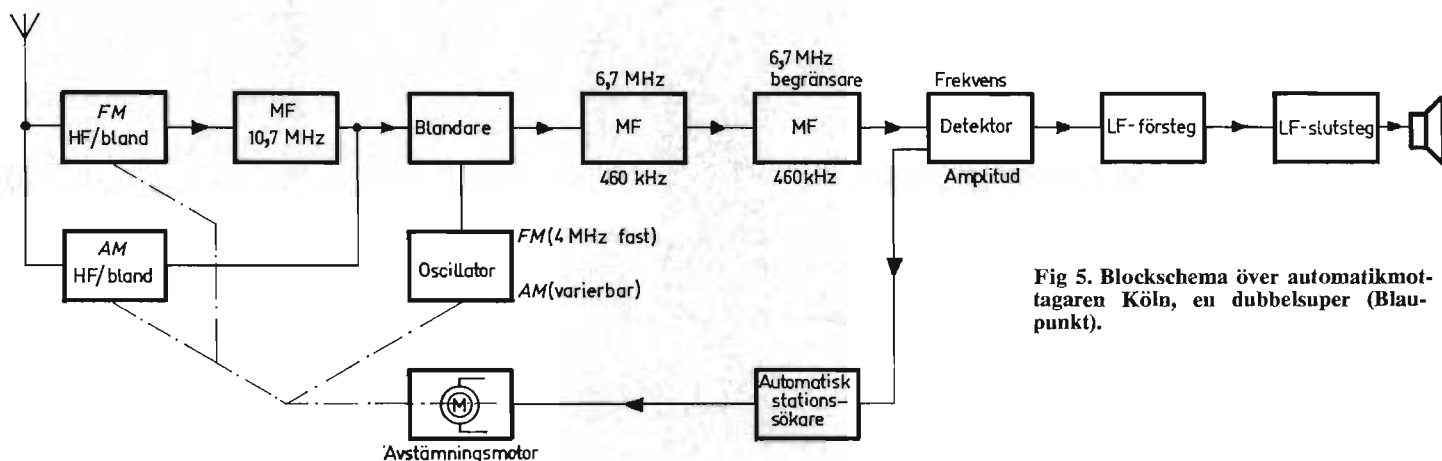 FM
HF/bland
MF
10,7 MHz
Blandare
6,7 MHz
MF
460 kHz
6,7 MHz
begränsare
MF
460kHz
Frekvens
Detektor
Amplitud
LF-försteg
LF-slutsteg
AM
HF/bland
Oscillator
FM (4 MHz fast)
AM (varierbar)
M
Avstämningsmotor
Automatisk
stations-
sökare
Fig 5. Blockschema över automatikmot-
tagaren Köln, en dubbelsuper (Blau-
punkt).